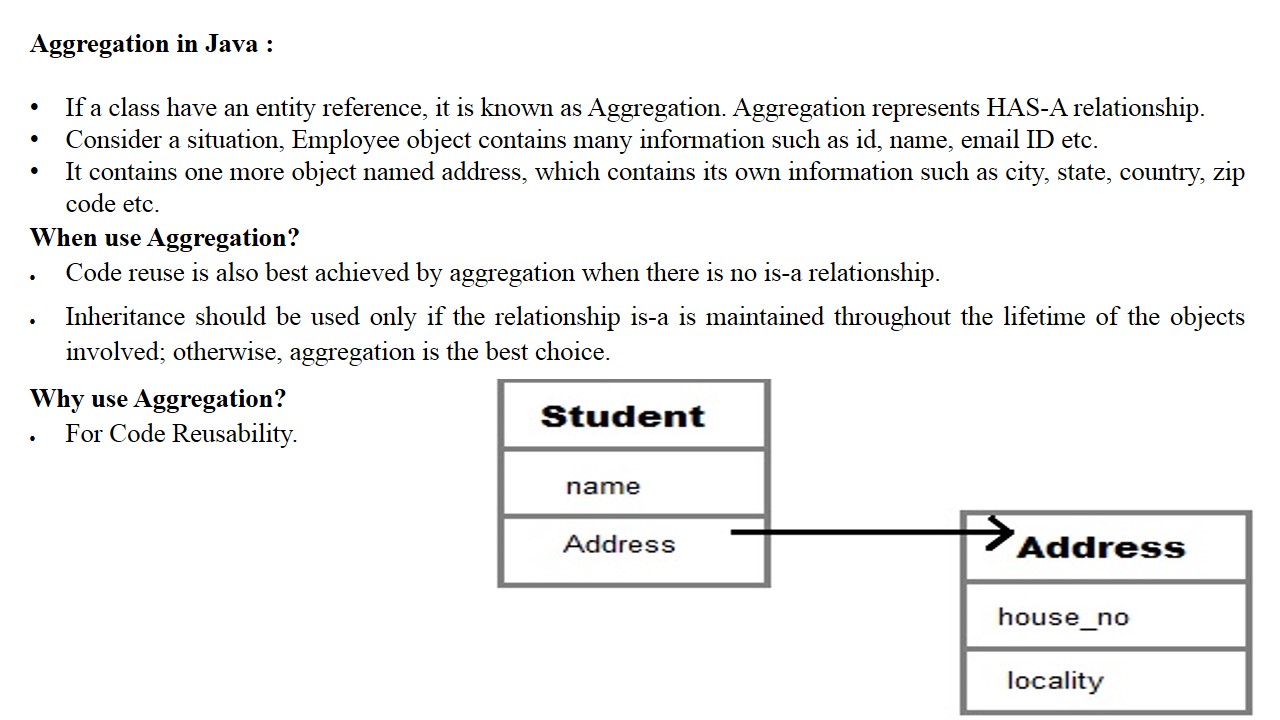 Aggregation in Java :
• If a class have an entity reference, it is known as Aggregation. Aggregation represents HAS-A relationship.
• Consider a situation, Employee object contains many information such as id, name, email ID etc.
• It contains one more object named address, which contains its own information such as city, state, country, zip
code etc.
When use Aggregation?
• Code reuse is also best achieved by aggregation when there is no is-a relationship.
• Inheritance should be used only if the relationship is-a is maintained throughout the lifetime of the objects
involved; otherwise, aggregation is the best choice.
Why use Aggregation?
• For Code Reusability.
Student
name
Address
Address
house_no
locality